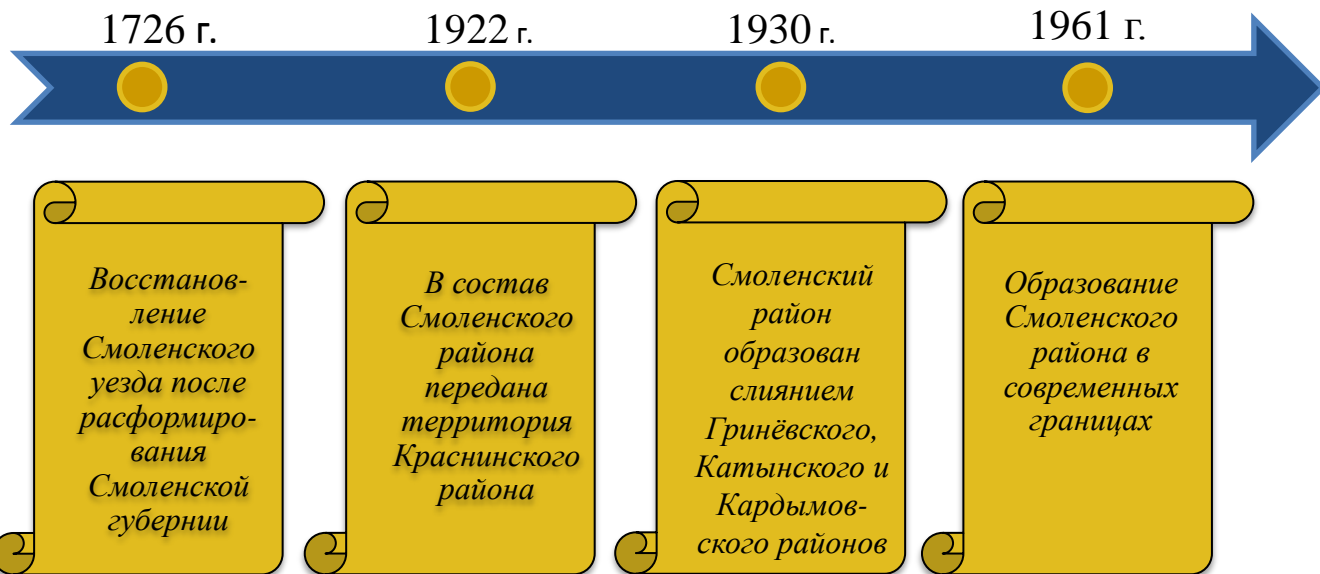 1726 г.
1922 г.
1930 г.
1961 г.
Восстанов-
ление
Смоленского
уезда после
расформиро-
вания
Смоленской
губернии
В состав
Смоленского
района
передана
территория
Краснинского
района
Смоленский
район
образован
слиянием
Гринёвского,
Катынского и
Кардымов-
ского районов
Образование
Смоленского
района в
современных
границах